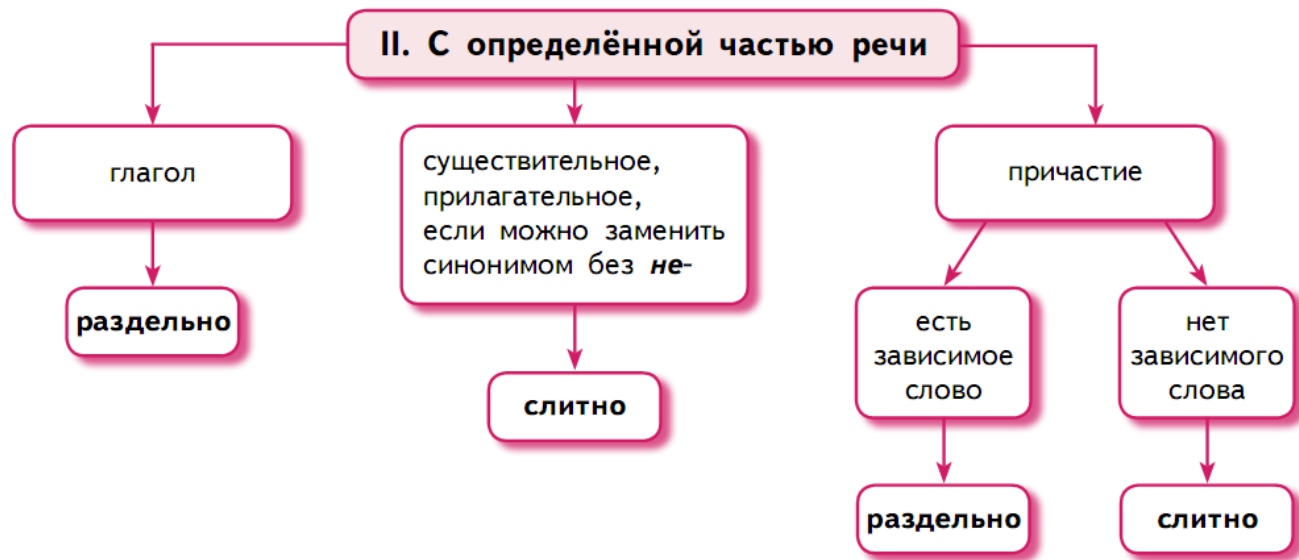 II. С определённой частью речи
глагол
раздельно
существительное,
прилагательное,
если можно заменить
синонимом без не-
слитно
причастие
есть
зависимое
слово
раздельно
нет
зависимого
слова
слитно